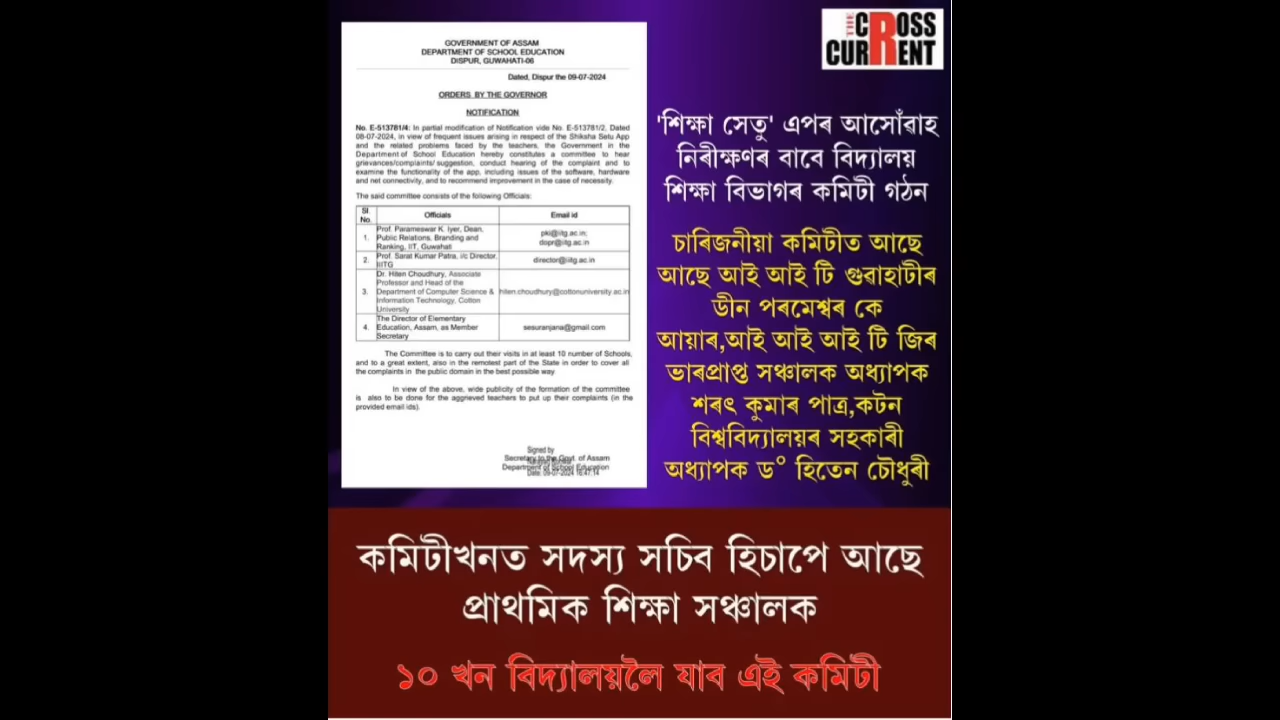 THE CROSS CURRENT
GOVERNMENT OF ASSAM
DEPARTMENT OF SCHOOL EDUCATION
DISPUR, GUWAHATI-06
Dated, Dispur the 09-07-2024
ORDERS BY THE GOVERNOR
NOTIFICATION
No. E-513781/4: In partial modification of Notification vide No. E-513781/2, Dated
08-07-2024, in view of frequent issues arising in respect of the Shiksha Setu App
and the related problems faced by the teachers, the Government in the
Department of School Education hereby constitutes a committee to hear
grievances/complaints/ suggestion, conduct hearing of the complaint and to
examine the functionality of the app, including issues of the software, hardware
and net connectivity, and to recommend improvement in the case of necessity.
The said committee consists of the following Officials:
Sl. No. Officials Email id
1. Prof. Parameswar K. Iyer, Dean,
Public Relations, Branding and
Ranking, IIT, Guwahati
pki@iitg.ac.in;
dopr@iitg.ac.in
2. Prof. Sarat Kumar Patra, i/c Director,
IIITG
director@iiitg.ac.in
3. Dr. Hiten Choudhury, Associate
Professor and Head of the
Department of Computer Science &
Information Technology, Cotton
University
hiten.choudhury@cottonuniversity.ac.in
4. The Director of Elementary
Education, Assam, as Member
Secretary
sesuranjana@gmail.com
The Committee is to carry out their visits in at least 10 number of Schools,
and to a great extent, also in the remotest part of the State in order to cover all
the complaints in the public domain in the best possible way
In view of the above, wide publicity of the formation of the committee
is also to be done for the aggrieved teachers to put up their complaints (in the
provided email ids).
Signed by
Secretary to the Govt. of Assam
Department of School Education
Date: 09-07-2024 16:47:14
'শিক্ষা সেতু' এপৰ আসোঁৱাহ
নিৰীক্ষণৰ বাবে বিদ্যালয়
শিক্ষা বিভাগৰ কমিটী গঠন
চাৰিজনীয়া কমিটীত আছে
আছে আই আই টি গুৱাহাটীৰ
ডীন পৰমেশ্বৰ কে
আয়াৰ,আই আই আই টি জিৰ
ভাৰপ্ৰাপ্ত সঞ্চালক অধ্যাপক
শৰৎ কুমাৰ পাত্ৰ,কটন
বিশ্ববিদ্যালয়ৰ সহকাৰী
অধ্যাপক ড° হিতেন চৌধুৰী
কমিটীখনত সদস্য সচিব হিচাপে আছে
প্ৰাথমিক শিক্ষা সঞ্চালক
১০ খন বিদ্যালয়লৈ যাব এই কমিটী